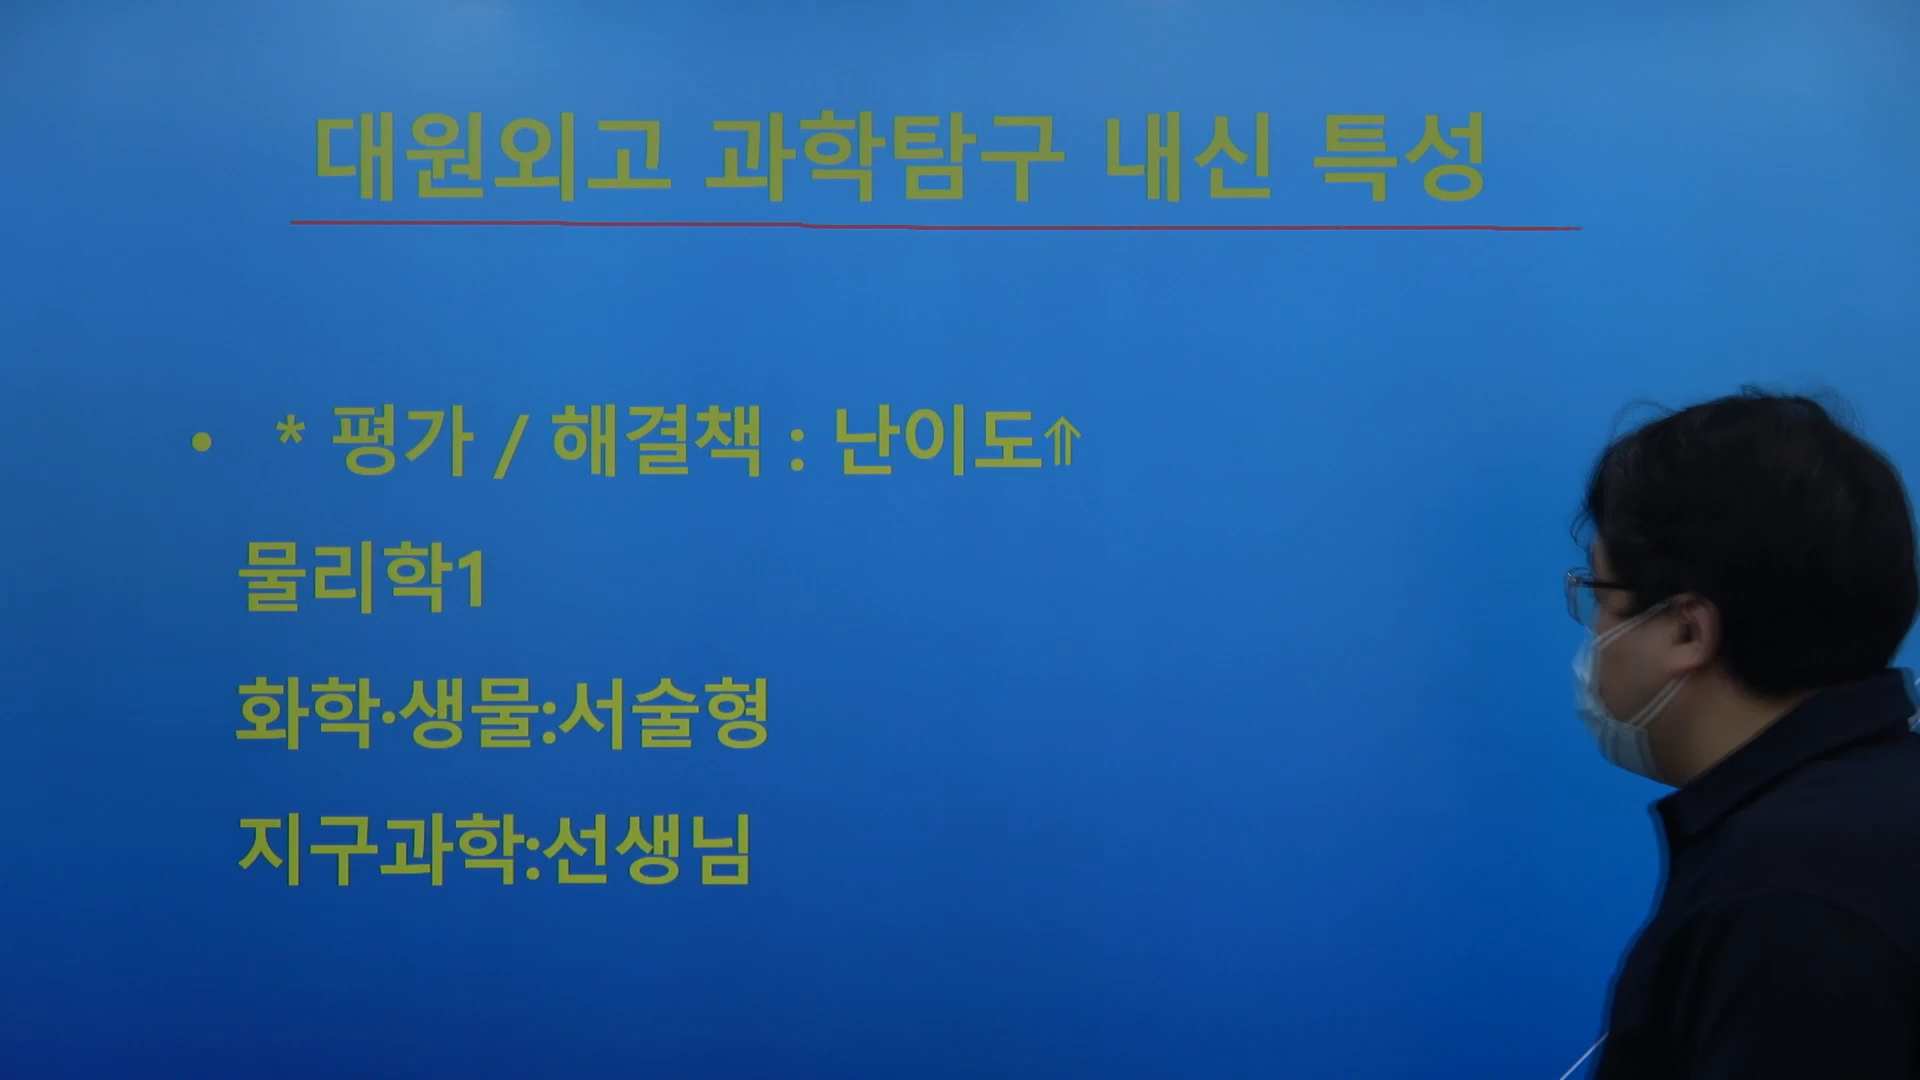 대원외고 과학탐구 내신 특성
• * 평가 / 해결책 : 난이도⇑
물리학1
화학·생물:서술형
지구과학:선생님